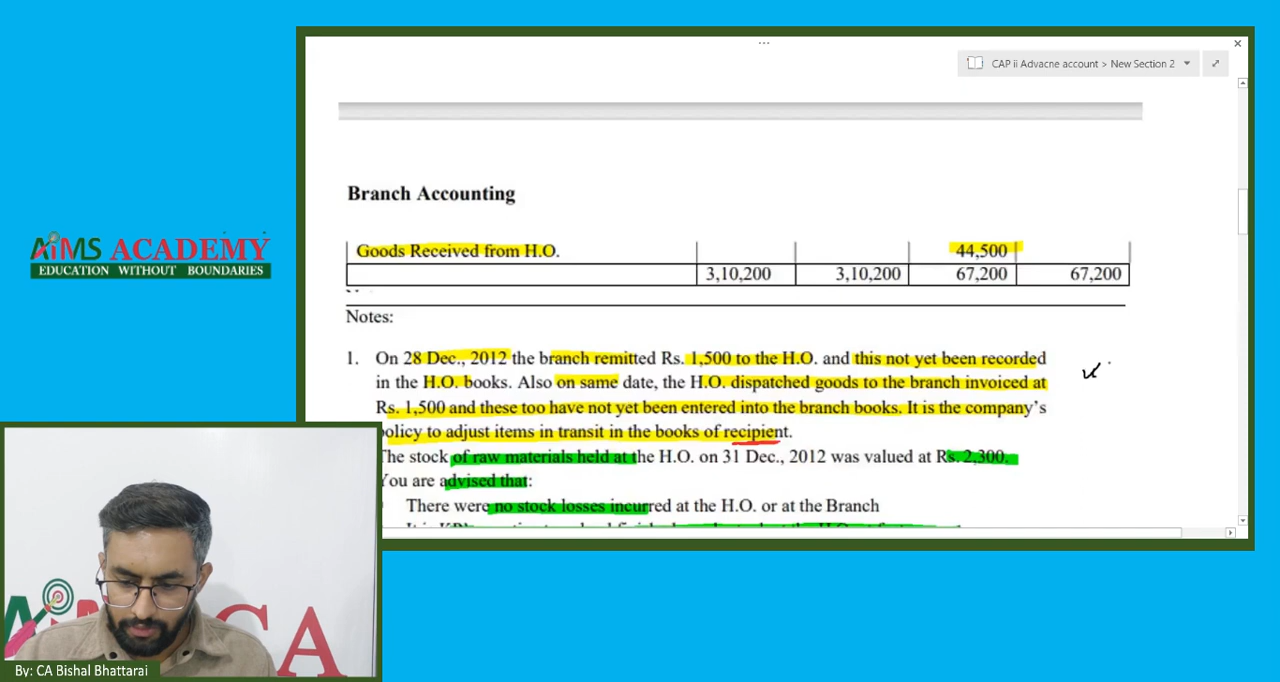 CAP ii Advacne account > New Section 2
Branch Accounting
Goods Received from H.O. 44,500
3,10,200 3,10,200 67,200 67,200
Notes:
1. On 28 Dec., 2012 the branch remitted Rs. 1,500 to the H.O. and this not yet been recorded
in the H.O. books. Also on same date, the H.O. dispatched goods to the branch invoiced at
Rs. 1,500 and these too have not yet been entered into the branch books. It is the company's
olicy to adjust items in transit in the books of recipient.
The stock of raw materials held at the H.O. on 31 Dec., 2012 was valued at Rs. 2,300.
You are advised that:
There were no stock losses incurred at the H.O. or at the Branch
AiMS ACADEMY
EDUCATION WITHOUT BOUNDARIES
CA
By: CA Bishal Bhattarai